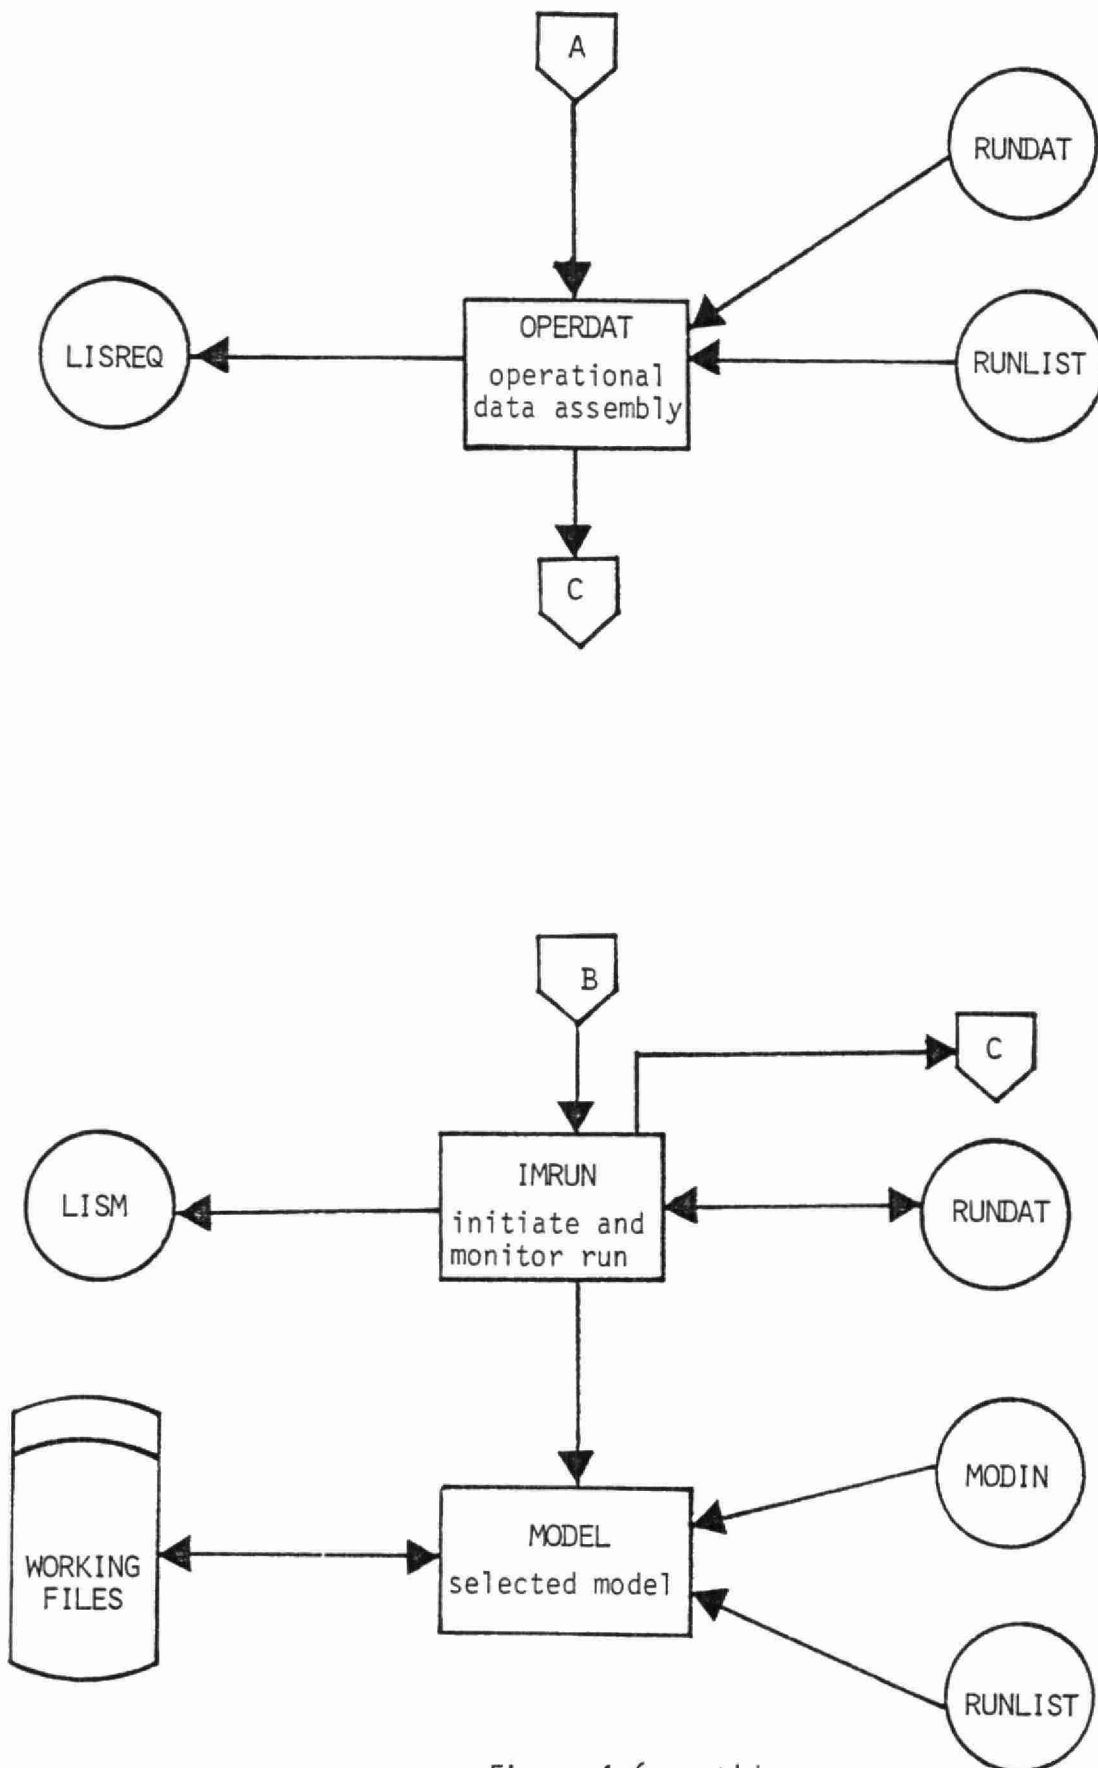 A
RUNDAT
OPERDAT
operational
data assembly
LISREQ
RUNLIST
C
B
C
IMRUN
initiate and
monitor run
LISM
RUNDAT
MODIN
MODEL
selected model
WORKING
FILES
RUNLIST